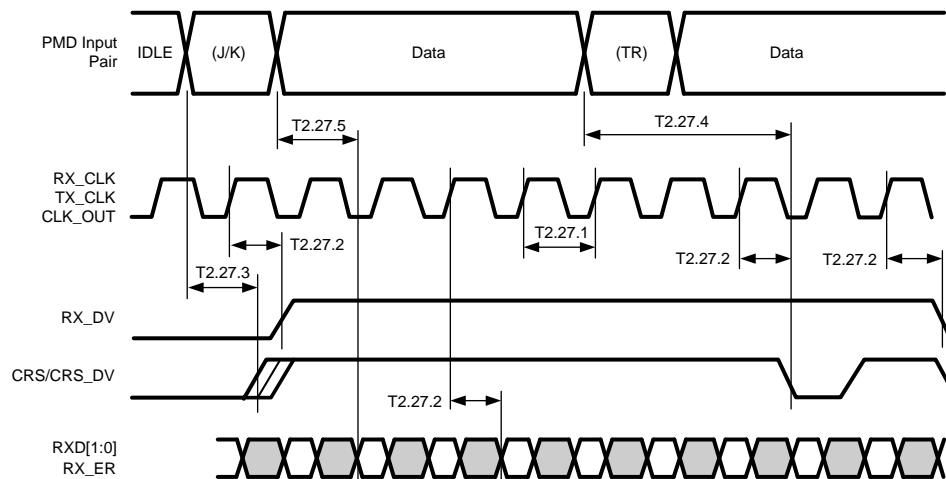 PMD Input
Pair
IDLE
(J/K)
Data
(TR)
Data
T2.27.5
T2.27.4
RX_CLK
TX_CLK
CLK_OUT
T2.27.2
T2.27.1
T2.27.2
T2.27.2
T2.27.3
RX_DV
CRS/CRS_DV
T2.27.2
RXD[1:0]
RX_ER